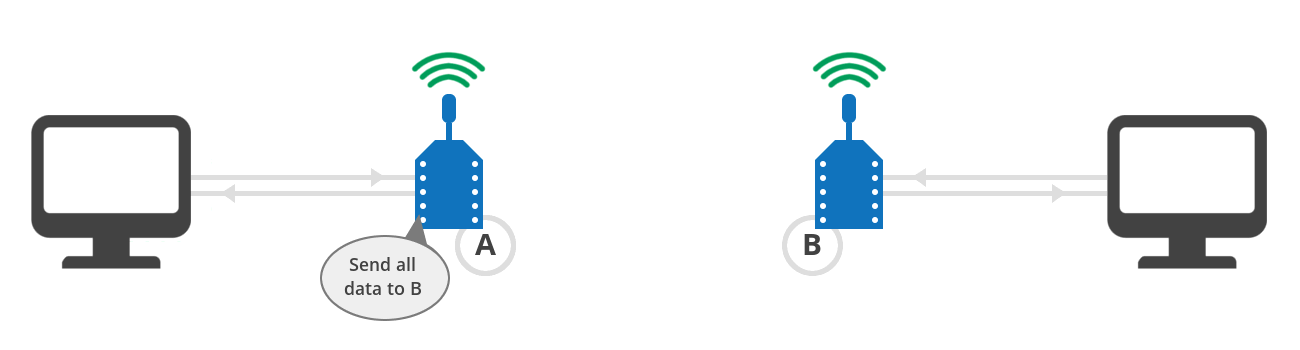 A
B
Send all
data to B